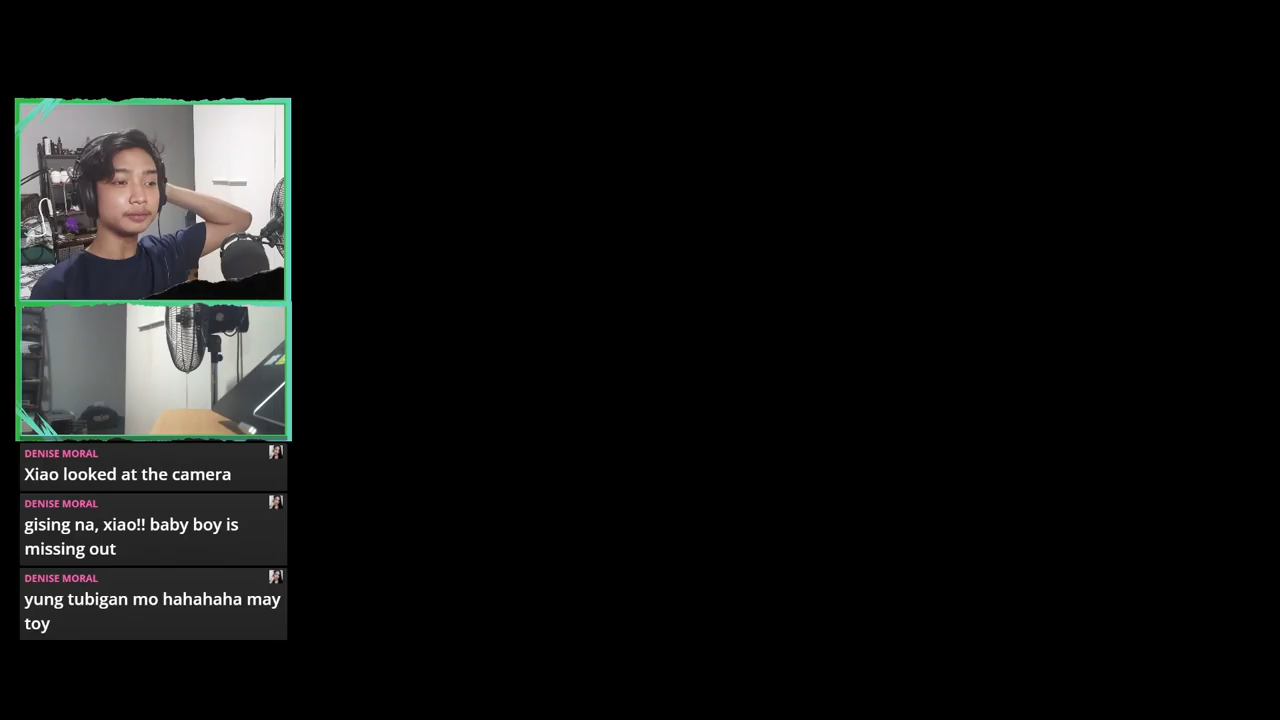 DENISE MORAL
Xiao looked at the camera
DENISE MORAL
gising na, xiao!! baby boy is
missing out
DENISE MORAL
yung tubigan mo hahahaha may
toy